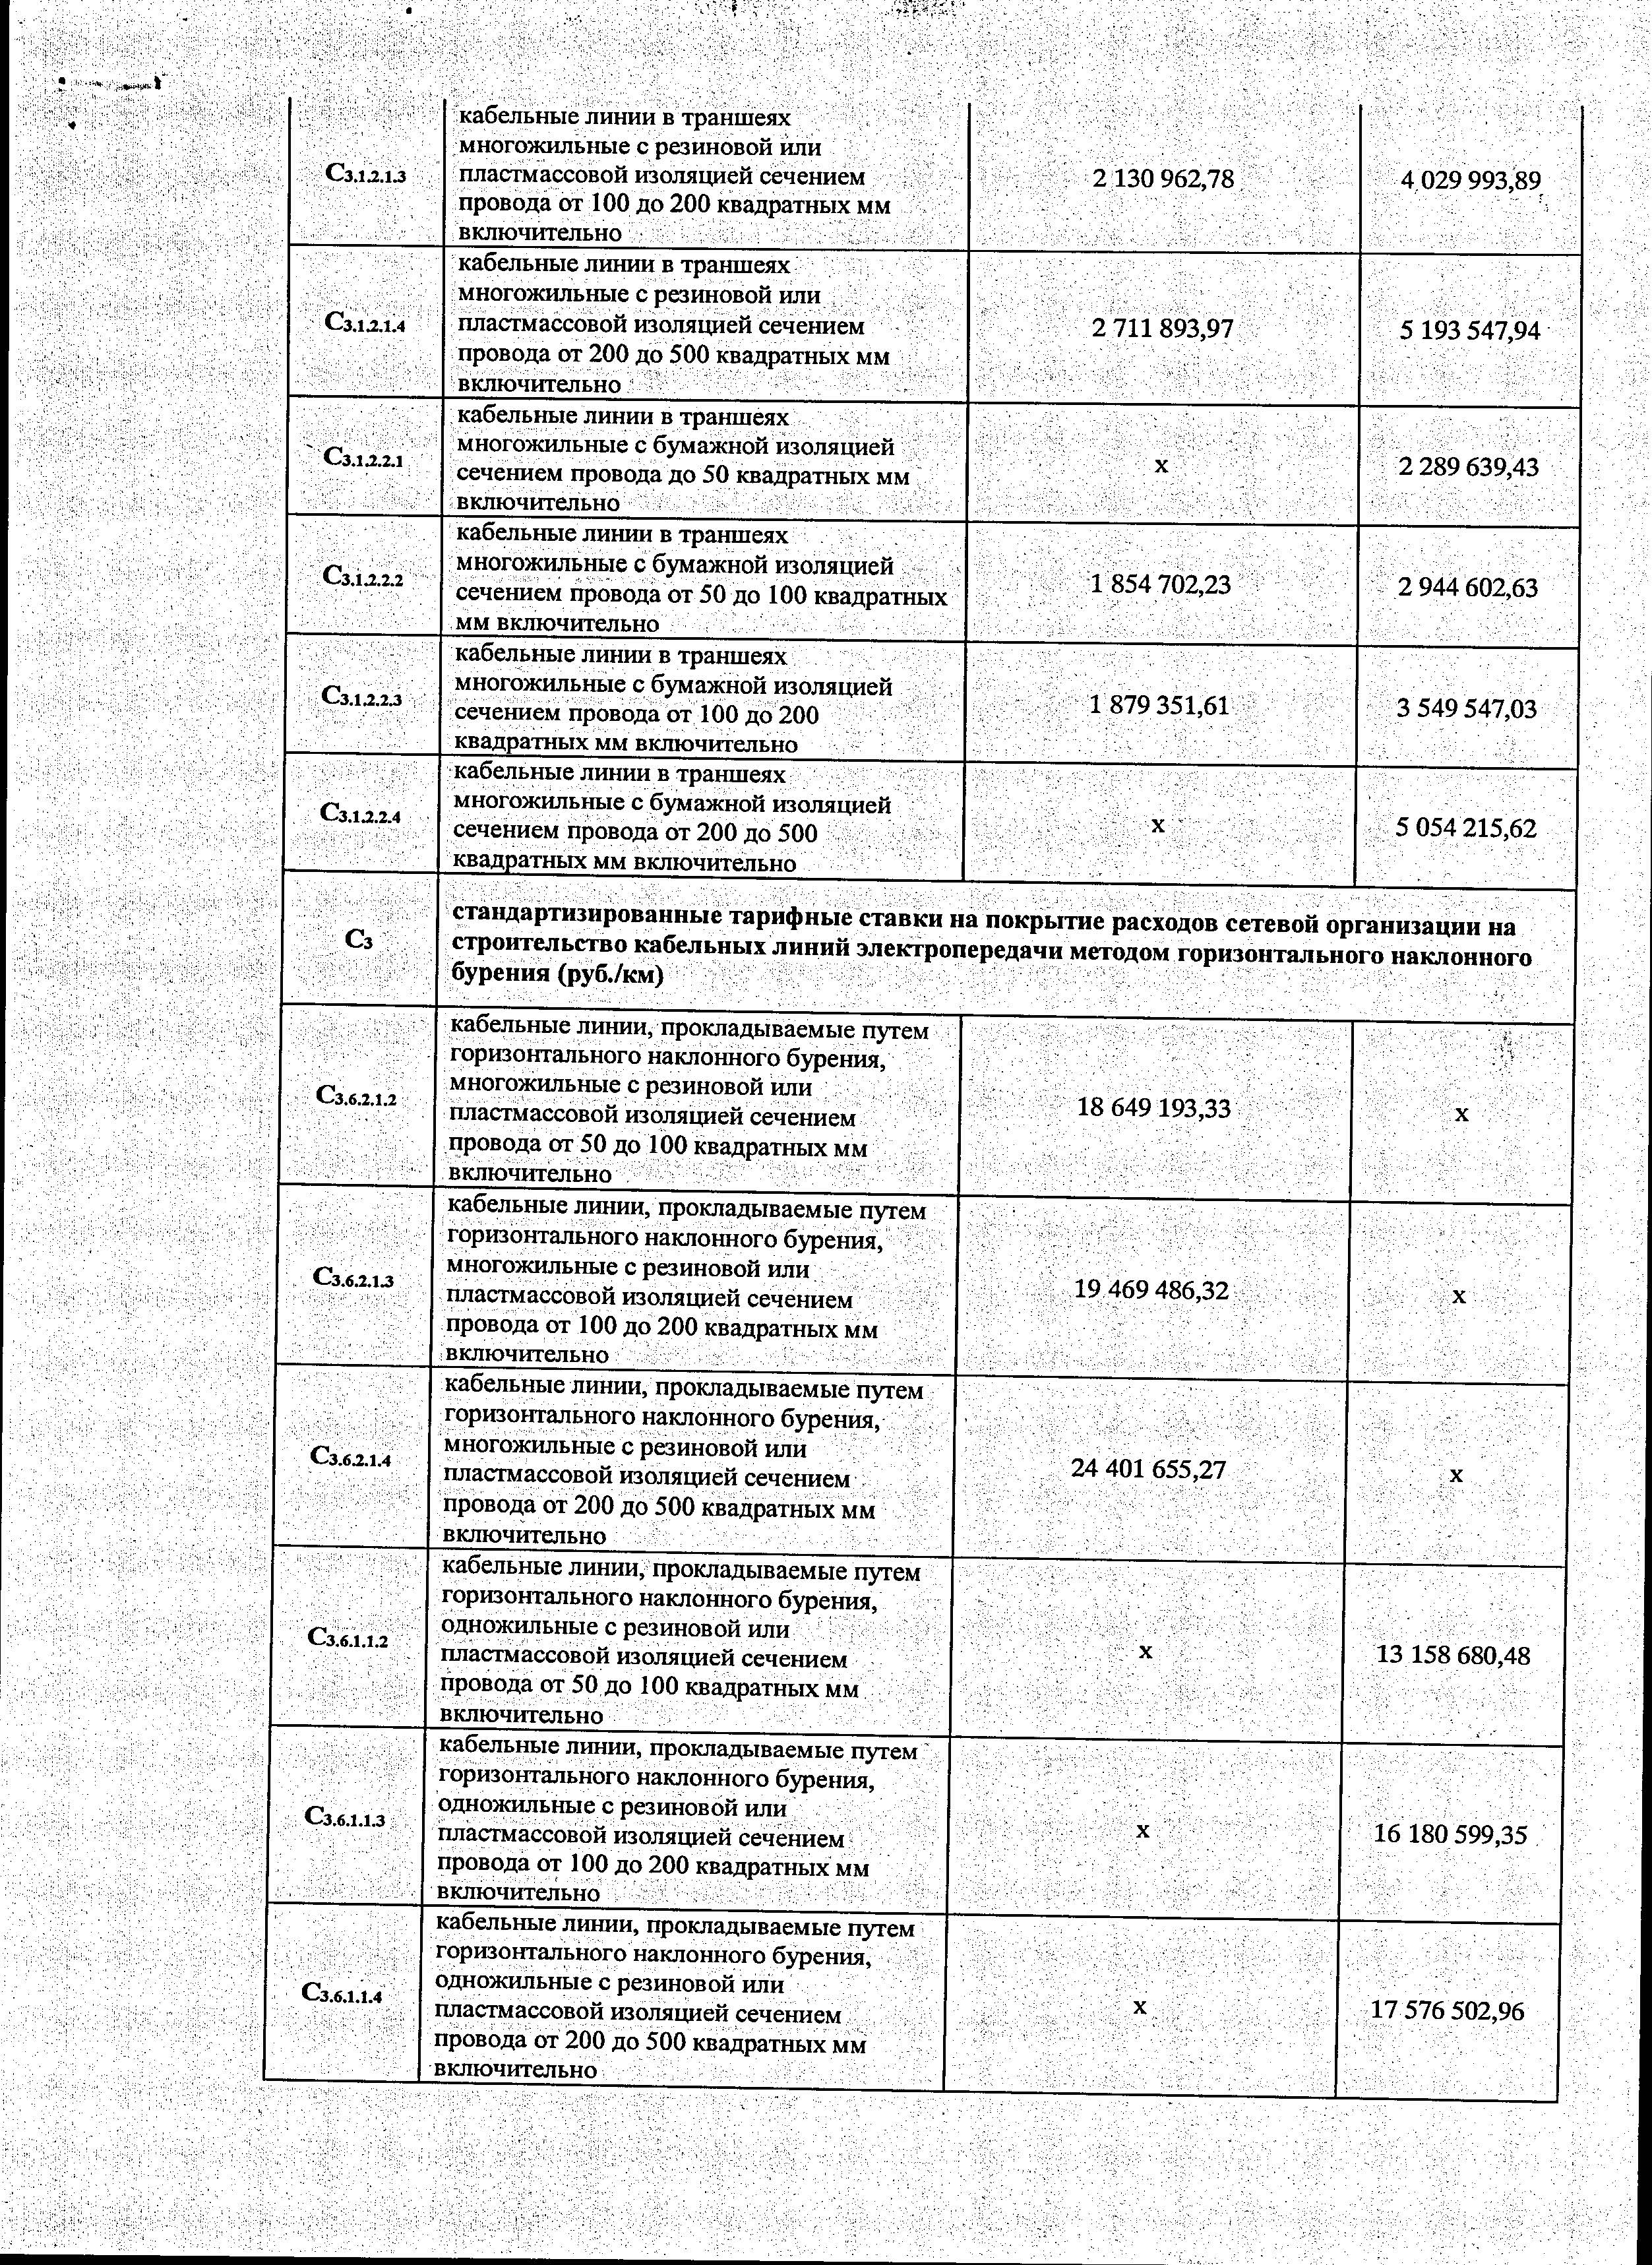 С3.1.2.1.3
кабельные линии в траншеях
многожильные с резиновой или
пластмассовой изоляцией сечением
провода от 100 до 200 квадратных мм
включительно
2 130 962,78
4 029 993,89
С3.1.2.1.4
кабельные линии в траншеях
многожильные с резиновой или
пластмассовой изоляцией сечением
провода от 200 до 500 квадратных мм
включительно
2 711 893,97
5 193 547,94
С3.1.2.2.1
кабельные линии в траншеях
многожильные с бумажной изоляцией
сечением провода до 50 квадратных мм
включительно
х
2 289 639,43
С3.1.2.2.2
кабельные линии в траншеях
многожильные с бумажной изоляцией
сечением провода от 50 до 100 квадратных
мм включительно
1 854 702,23
2 944 602,63
С3.1.2.2.3
кабельные линии в траншеях
многожильные с бумажной изоляцией
сечением провода от 100 до 200
квадратных мм включительно
1 879 351,61
3 549 547,03
С3.1.2.2.4
кабельные линии в траншеях
многожильные с бумажной изоляцией
сечением провода от 200 до 500
квадратных мм включительно
х
5 054 215,62
С3
стандартизированные тарифные ставки на покрытие расходов сетевой организации на
строительство кабельных линий электропередачи методом горизонтального наклонного
бурения (руб./км)
С3.6.2.1.2
кабельные линии, прокладываемые путем
горизонтального наклонного бурения,
многожильные с резиновой или
пластмассовой изоляцией сечением
провода от 50 до 100 квадратных мм
включительно
18 649 193,33
х
С3.6.2.1.3
кабельные линии, прокладываемые путем
горизонтального наклонного бурения,
многожильные с резиновой или
пластмассовой изоляцией сечением
провода от 100 до 200 квадратных мм
включительно
19 469 486,32
х
С3.6.2.1.4
кабельные линии, прокладываемые путем
горизонтального наклонного бурения,
многожильные с резиновой или
пластмассовой изоляцией сечением
провода от 200 до 500 квадратных мм
включительно
24 401 655,27
х
С3.6.1.1.2
кабельные линии, прокладываемые путем
горизонтального наклонного бурения,
одножильные с резиновой или
пластмассовой изоляцией сечением
провода от 50 до 100 квадратных мм
включительно
х
13 158 680,48
С3.6.1.1.3
кабельные линии, прокладываемые путем
горизонтального наклонного бурения,
одножильные с резиновой или
пластмассовой изоляцией сечением
провода от 100 до 200 квадратных мм
включительно
х
16 180 599,35
С3.6.1.1.4
кабельные линии, прокладываемые путем
горизонтального наклонного бурения,
одножильные с резиновой или
пластмассовой изоляцией сечением
провода от 200 до 500 квадратных мм
включительно
х
17 576 502,96